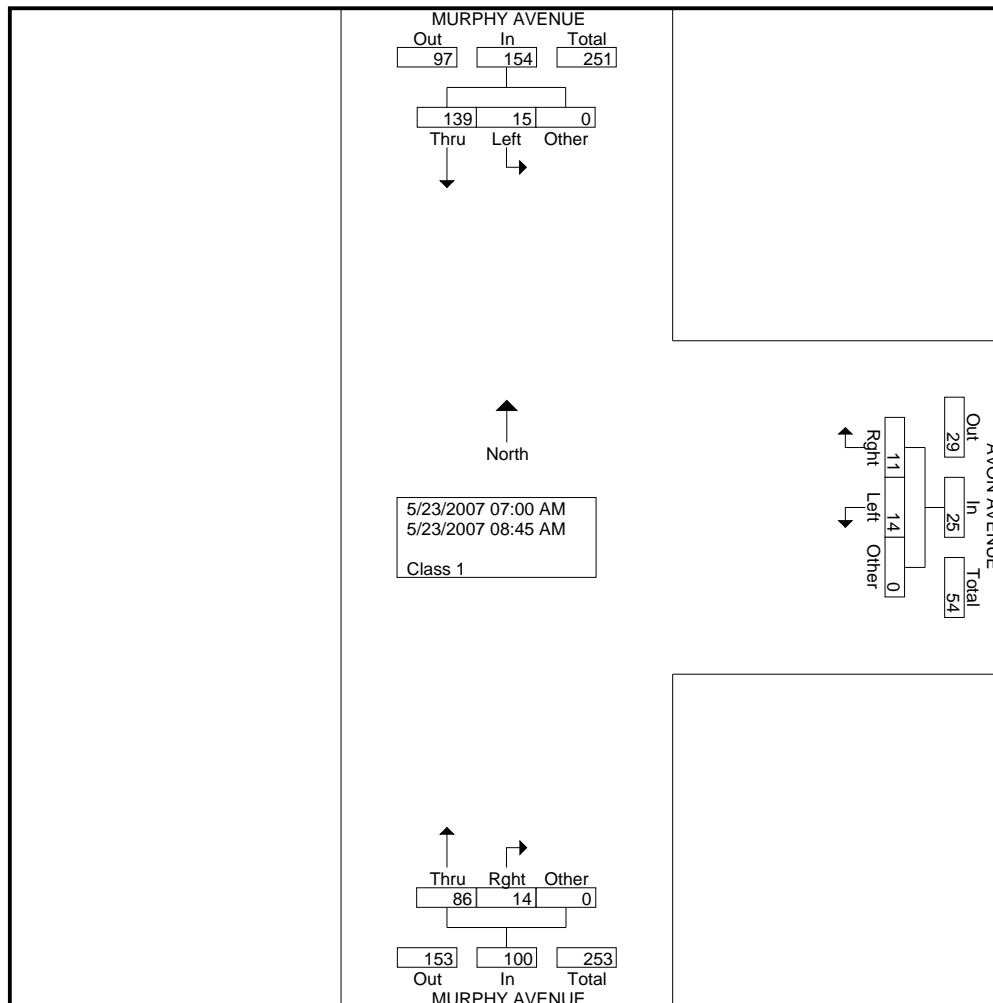 MURPHY AVENUE
Out In Total
97 154 251
139 15 0
Thru Left Other
North
5/23/2007 07:00 AM
5/23/2007 08:45 AM
Class 1
AVON AVENUE
Out In Total
29 25 54
11 14 0
Rght Left Other
Thru Rght Other
86 14 0
153 100 253
Out In Total
MURPHY AVENUE